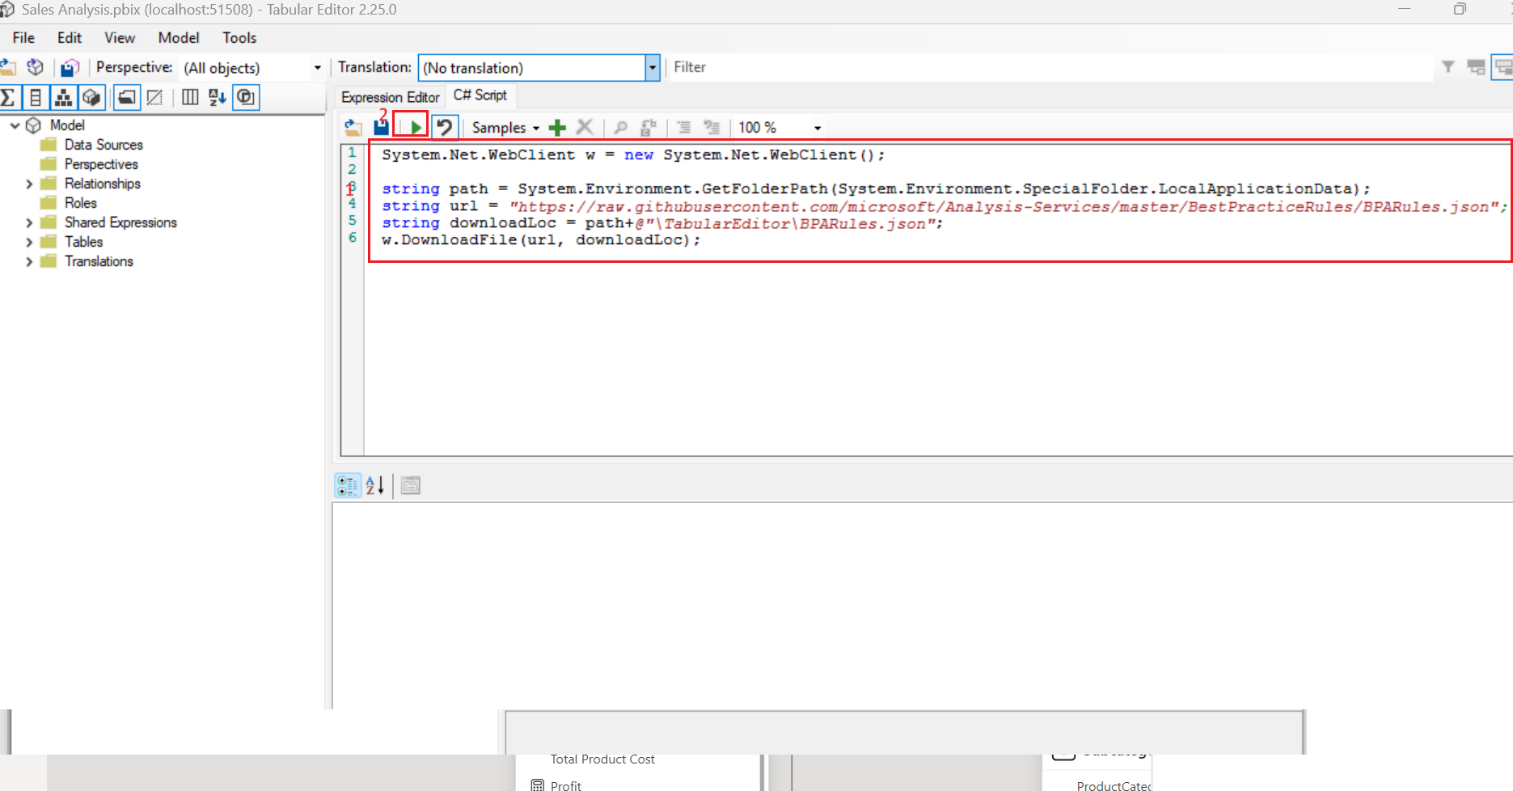 Sales Analysis.pbix (localhost:51508) - Tabular Editor 2.25.0
File Edit View Model Tools
Perspective: (All objects) Translation: (No translation) Filter
Expression Editor C# Script
2
Samples 100 %
Model
Data Sources
Perspectives
Relationships
Roles
Shared Expressions
Tables
Translations
1
1 System.Net.WebClient w = new System.Net.WebClient();
2
3 string path = System.Environment.GetFolderPath(System.Environment.SpecialFolder.LocalApplicationData);
4 string url = "https://raw.githubusercontent.com/microsoft/Analysis-Services/master/BestPracticeRules/BPARules.json";
5 string downloadLoc = path+@"\TabularEditor\BPARules.json";
6 w.DownloadFile(url, downloadLoc);
Total Product Cost
Profit
ProductCateg